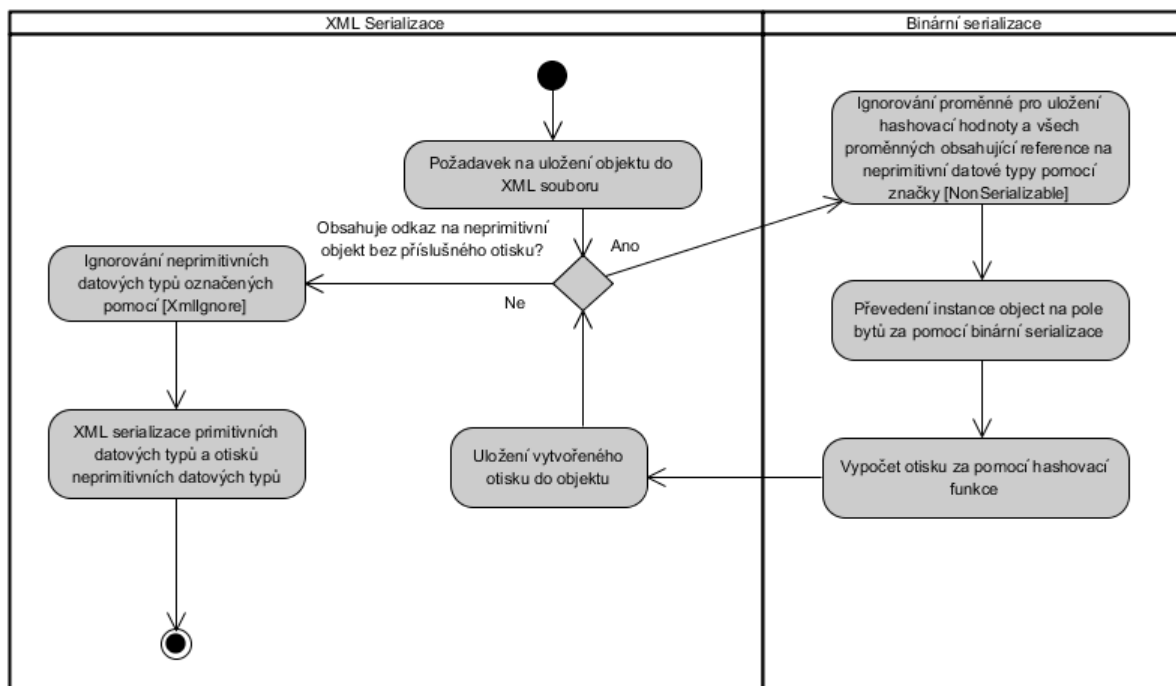 XML Serializace
Binární serializace
Požadavek na uložení objektu do
XML souboru
Obsahuje odkaz na neprimitivní
objekt bez příslušného otisku?
Ano
Ne
Ignorování proměnné pro uložení
hashovací hodnoty a všech
proměnných obsahující reference na
neprimitivní datové typy pomocí
značky [NonSerializable]
Převedení instance object na pole
bytů za pomocí binární serializace
Vypočet otisku za pomocí hashovací
funkce
Uložení vytvořeného
otisku do objektu
Ignorování neprimitivních
datových typů označených
pomocí [XmlIgnore]
XML serializace primitivních
datových typů a otisků
neprimitivních datových typů